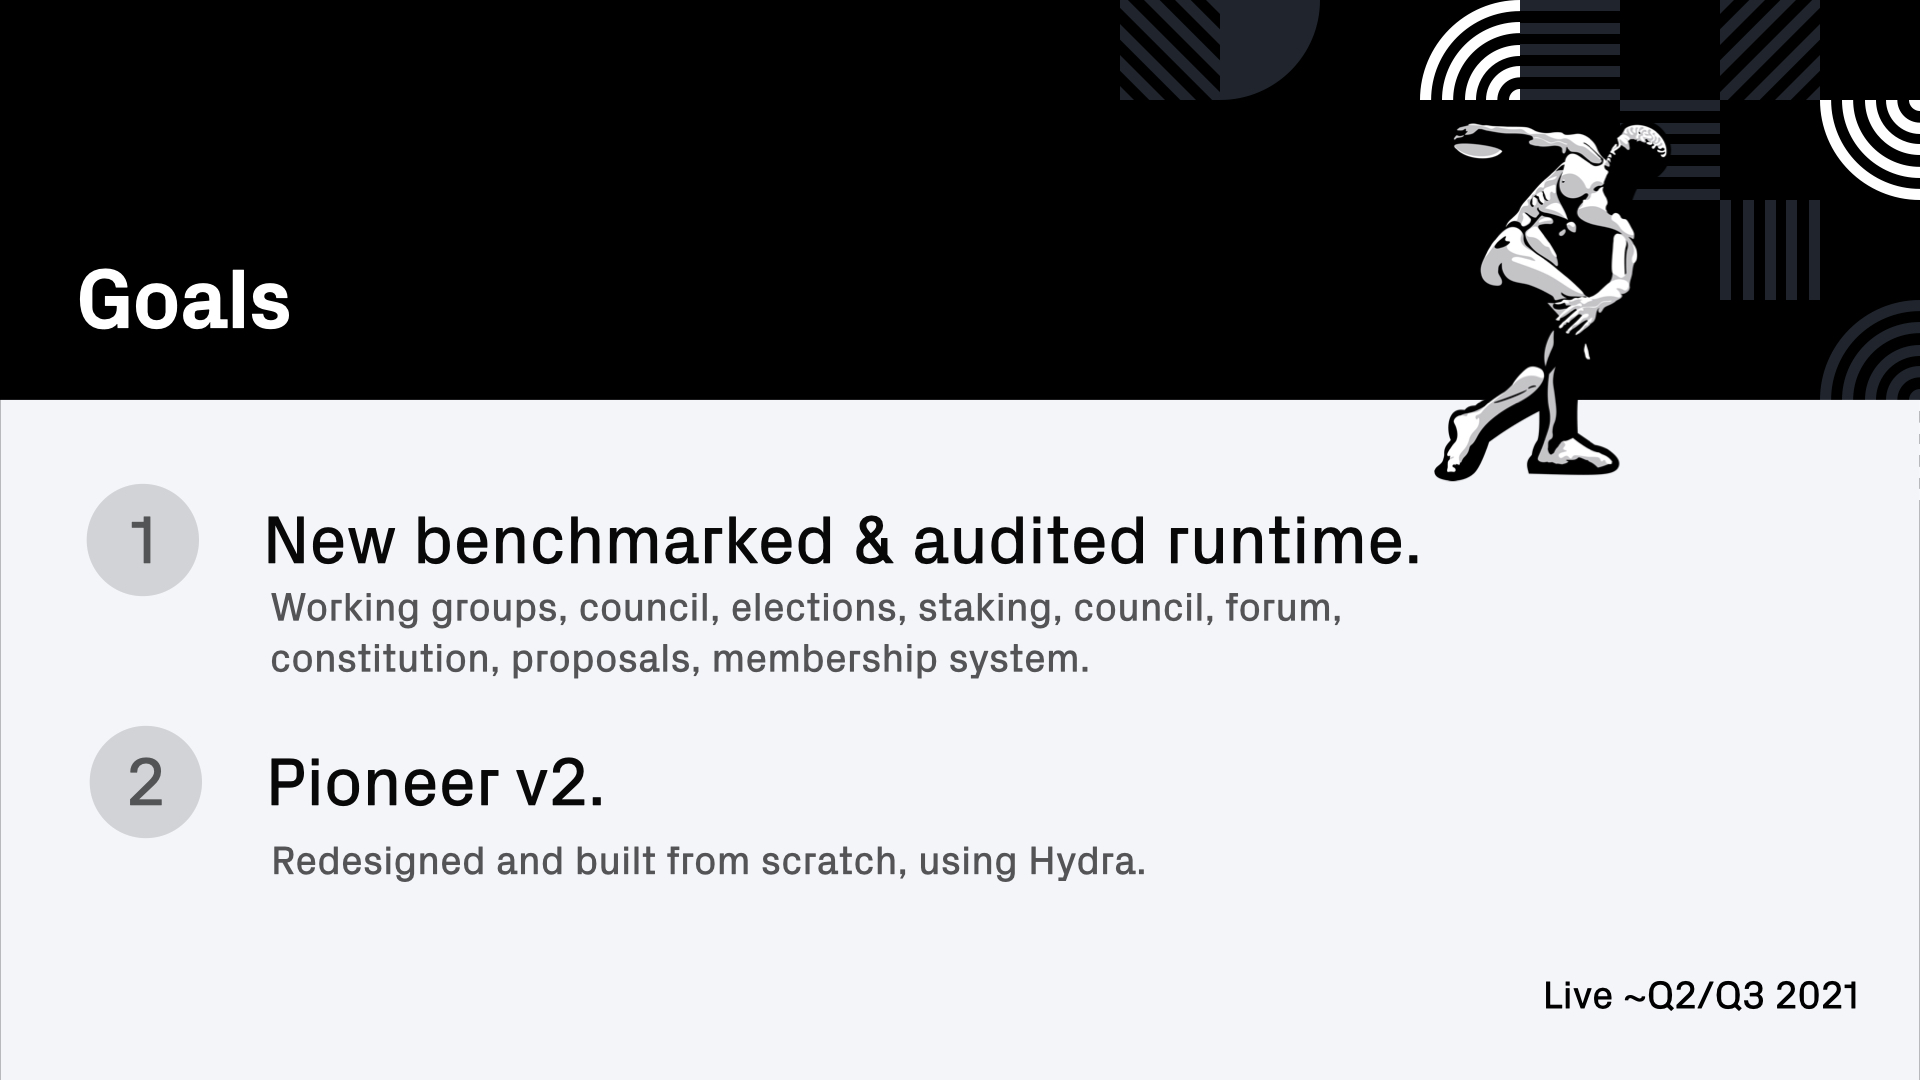 Goals
1
New benchmarked & audited runtime.
Working groups, council, elections, staking, council, forum,
constitution, proposals, membership system.
2
Pioneer v2.
Redesigned and built from scratch, using Hydra.
Live ~Q2/Q3 2021